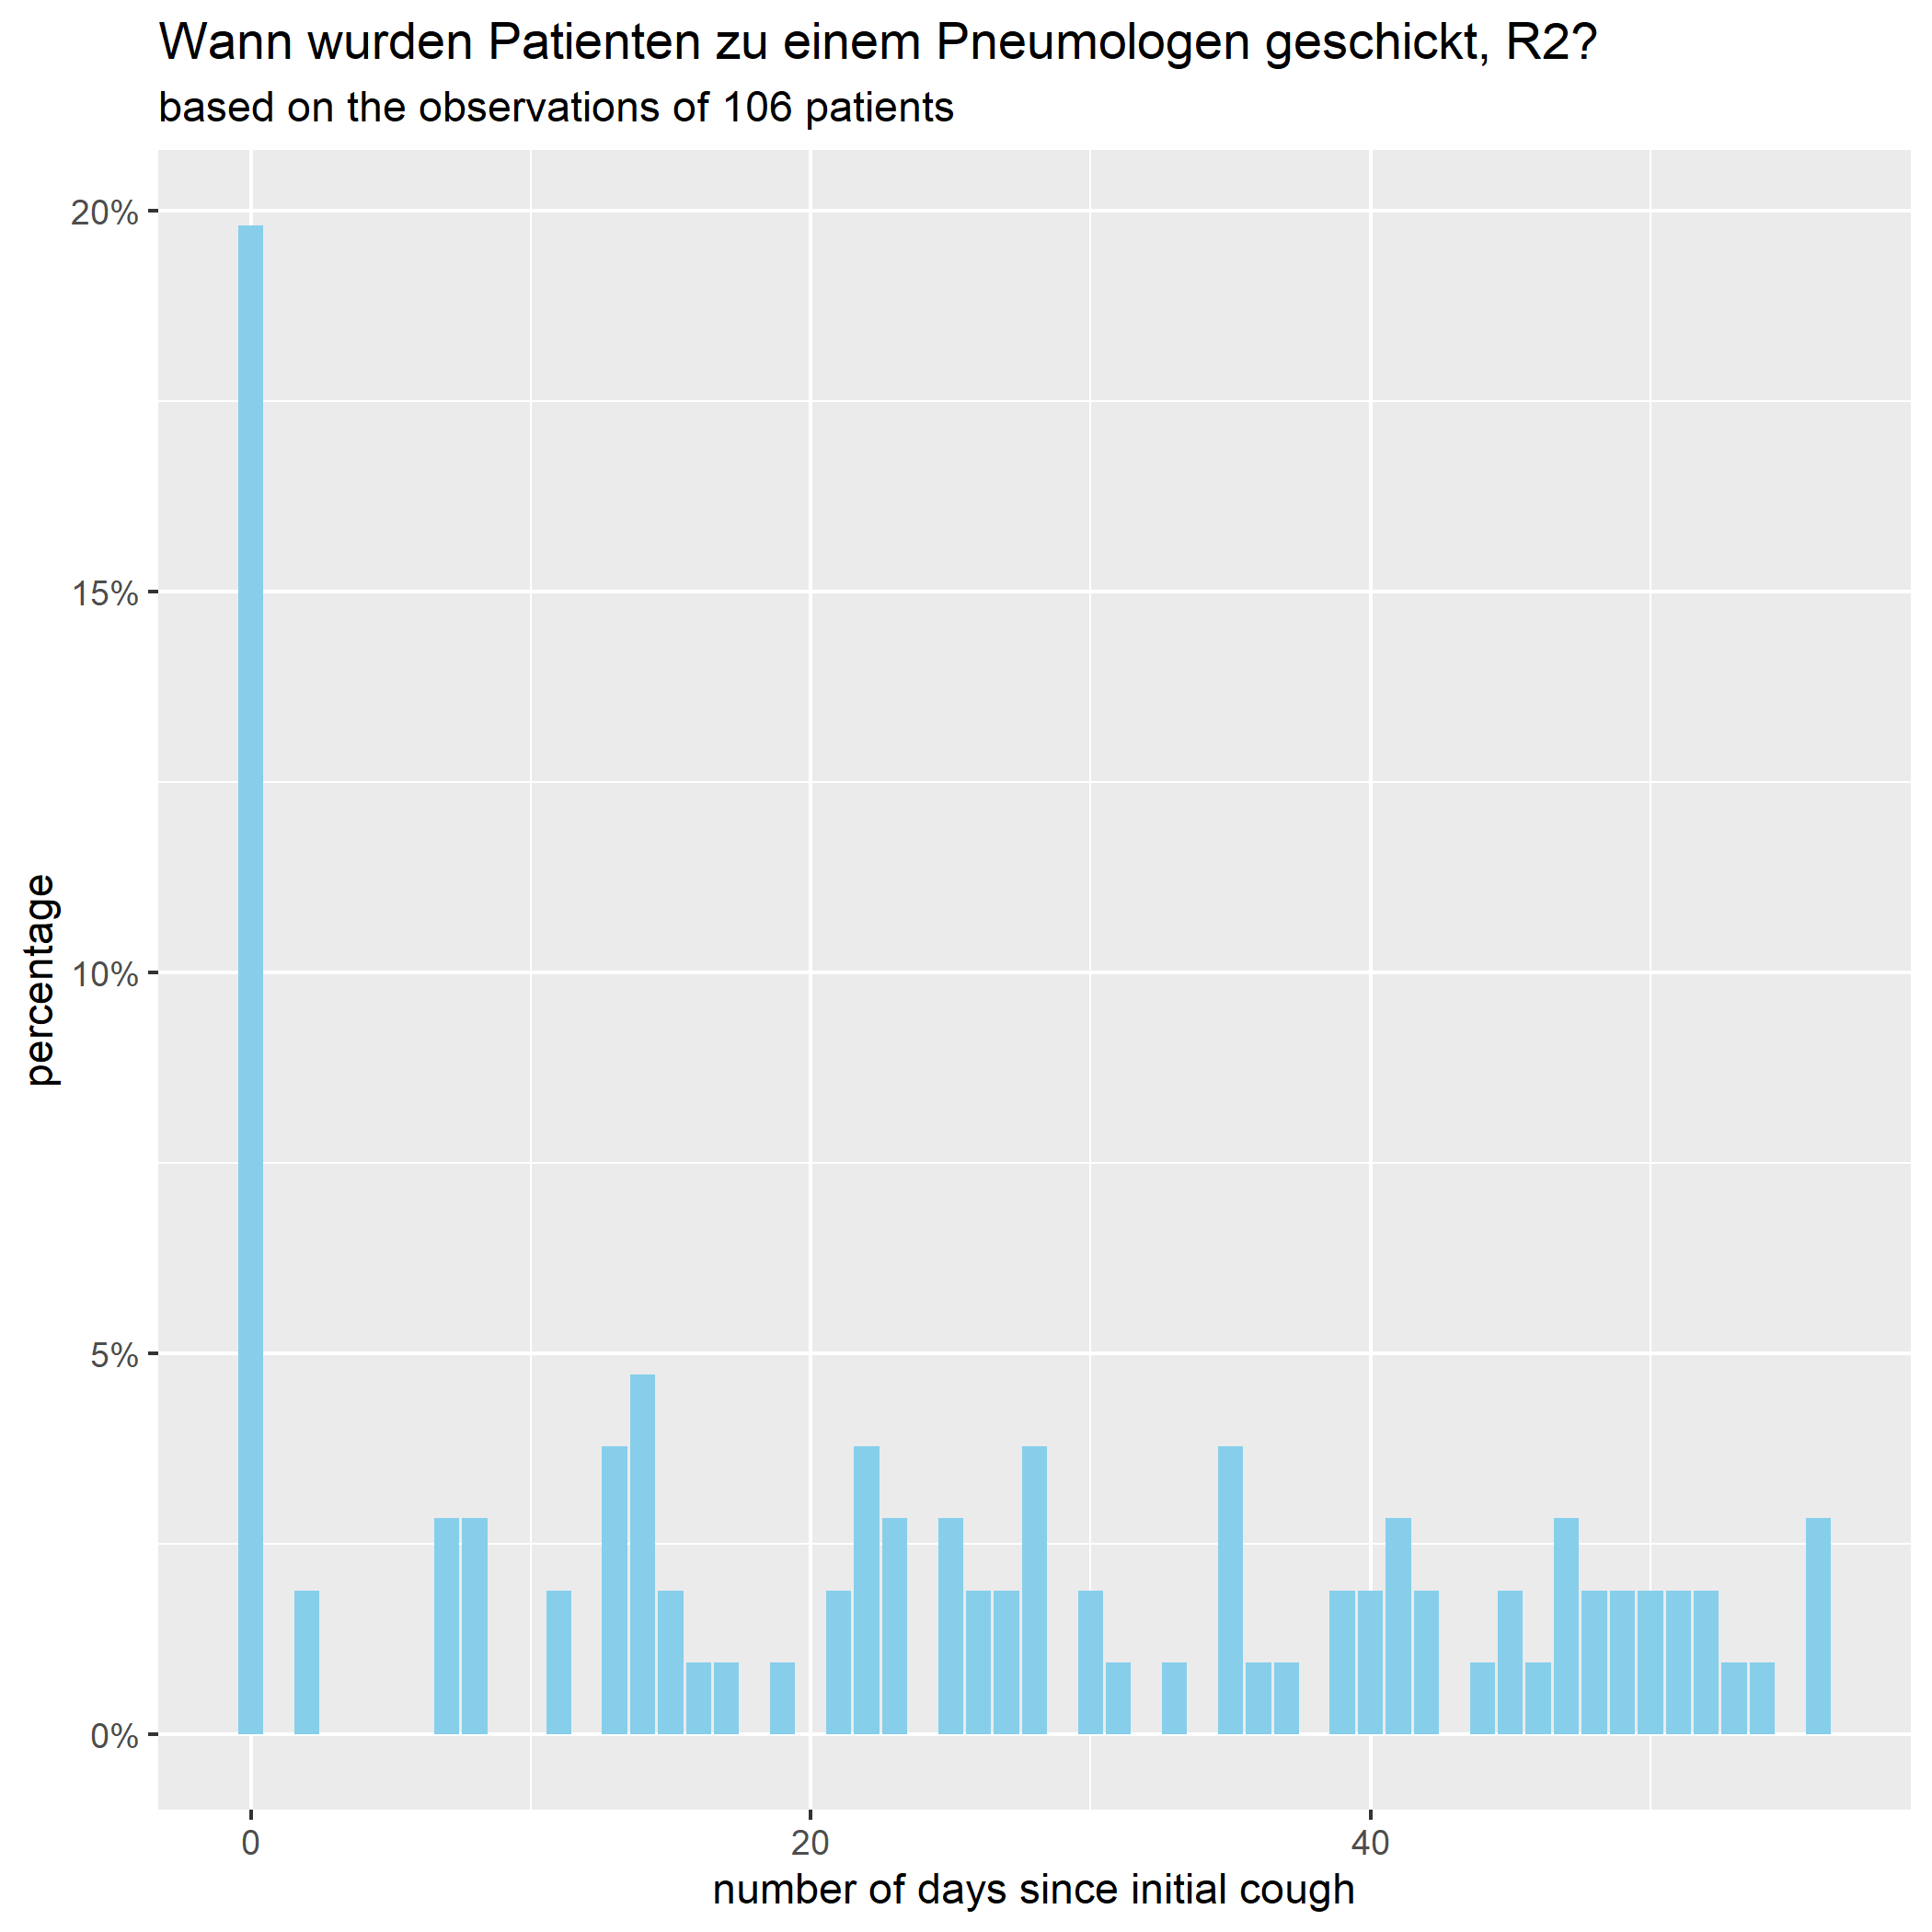 Wann wurden Patienten zu einem Pneumologen geschickt, R2?
based on the observations of 106 patients
20%
15%
10%
5%
0%
percentage
0 20 40
number of days since initial cough